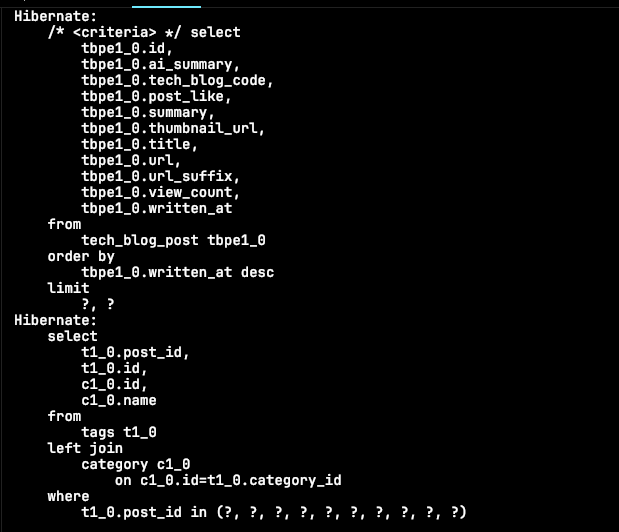 Hibernate:
    /* <criteria> */ select
        tbpe1_0.id,
        tbpe1_0.ai_summary,
        tbpe1_0.tech_blog_code,
        tbpe1_0.post_like,
        tbpe1_0.summary,
        tbpe1_0.thumbnail_url,
        tbpe1_0.title,
        tbpe1_0.url,
        tbpe1_0.url_suffix,
        tbpe1_0.view_count,
        tbpe1_0.written_at
    from
        tech_blog_post tbpe1_0
    order by
        tbpe1_0.written_at desc
    limit
        ?, ?
Hibernate:
    select
        t1_0.post_id,
        t1_0.id,
        c1_0.id,
        c1_0.name
    from
        tags t1_0
    left join
        category c1_0
            on c1_0.id=t1_0.category_id
    where
        t1_0.post_id in (?, ?, ?, ?, ?, ?, ?, ?, ?, ?)